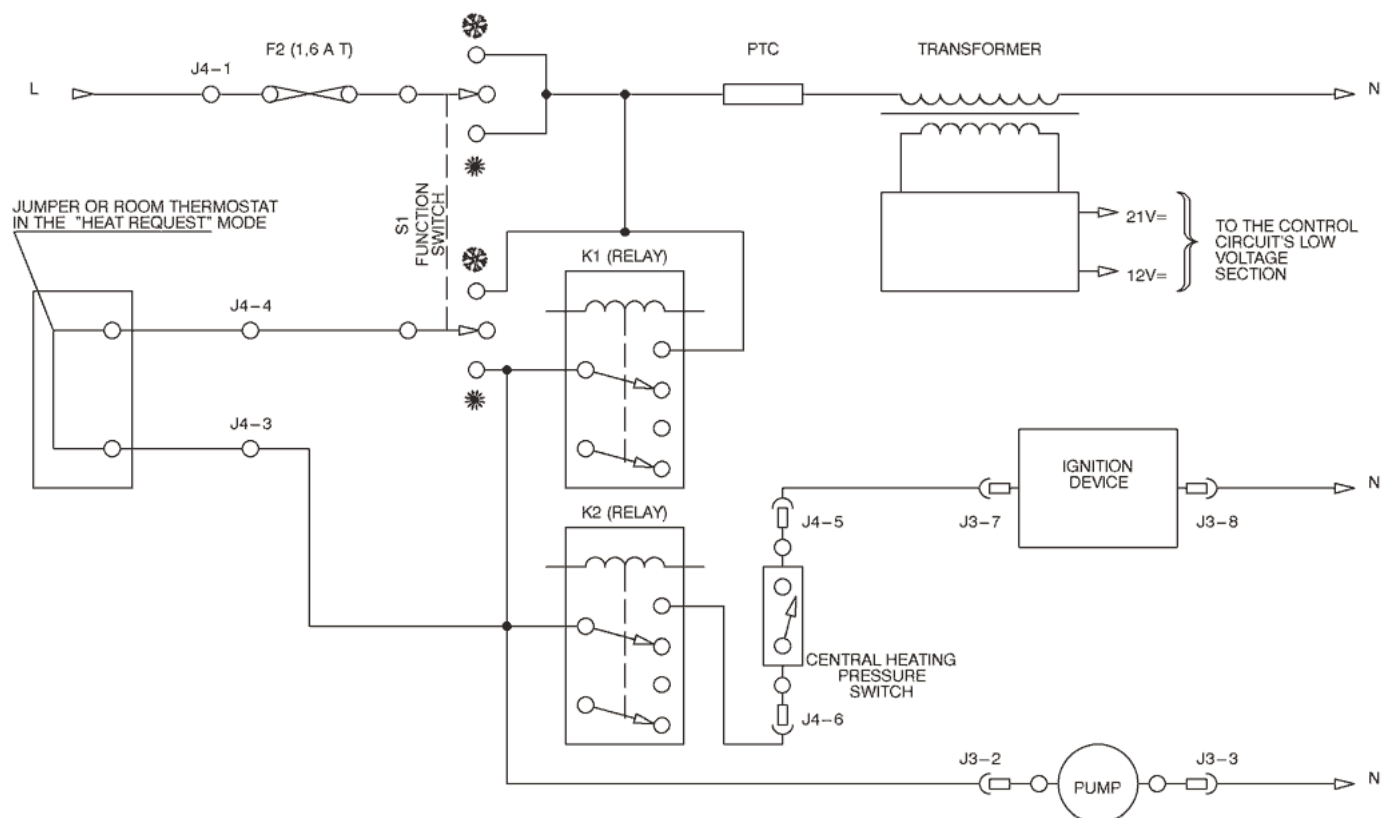 F2 (1,6 A T)
PTC
TRANSFORMER
J4-1
L
N
S1
FUNCTION
SWITCH
JUMPER OR ROOM THERMOSTAT
IN THE "HEAT REQUEST" MODE
21V=
12V=
TO THE CONTROL
CIRCUIT'S LOW
VOLTAGE
SECTION
K1 (RELAY)
J4-4
J4-3
IGNITION
DEVICE
N
K2 (RELAY)
J4-5
J3-7
J3-8
CENTRAL HEATING
PRESSURE
SWITCH
J4-6
J3-2
J3-3
PUMP
N